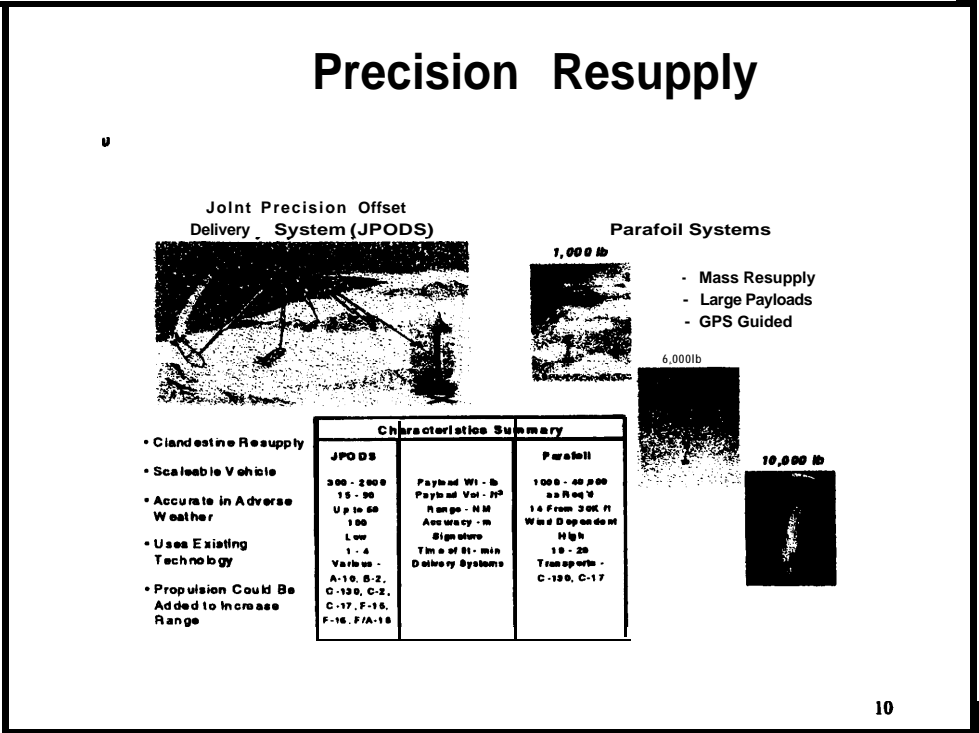 Precision Resupply
JoInt Precision Offset
Delivery System (JPODS)
Parafoil Systems
1,000 lb
- Mass Resupply
- Large Payloads
- GPS Guided
6,000lb
10,000 lb
• Clandestine Resupply
• Scaleable Vehicle
• Accurate in Adverse
Weather
• Uses Existing
Technology
• Propulsion Could Be
Added to Increase
Range
Characteristics Summary
JPODS Parafoil
300 - 2000 Payload Wt - lb 1000 - 40,000
15 - 90 Payload Vol - ft³ as Req'd
Up to 50 Range - NM 14 From 30K ft
100 Accuracy - m Wind Dependent
Low Signature High
1 - 4 Time of flt - min 10 - 20
Various - Delivery Systems Transports -
A-10, B-2, C-130, C-17
C-130, C-2,
C-17, F-15,
F-16, F/A-18
10